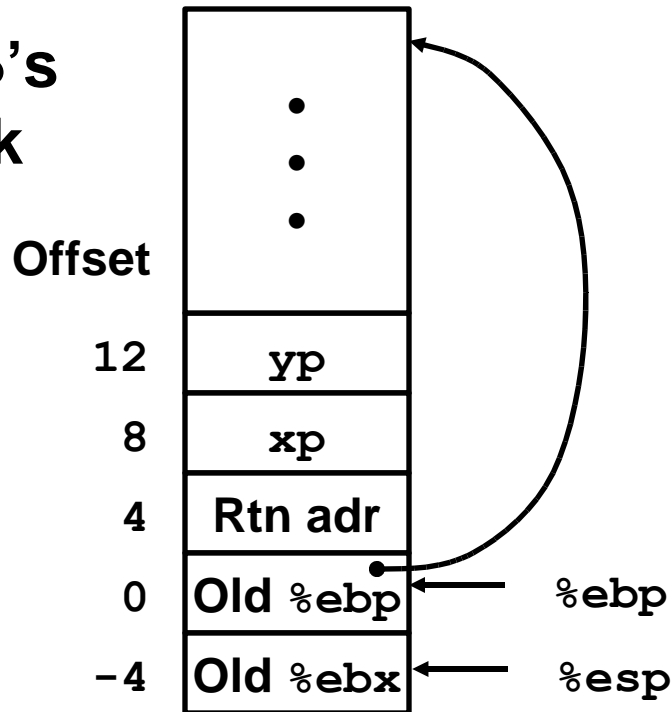 Offset
12 yp
8 xp
4 Rtn adr
0 Old %ebp %ebp
-4 Old %ebx %esp